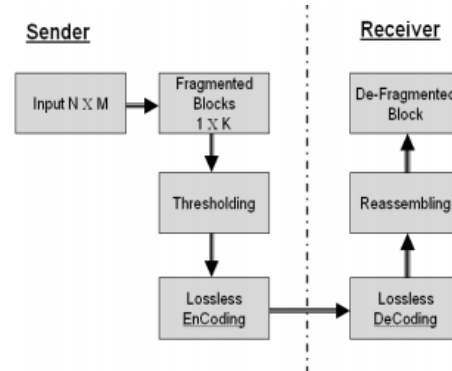 Sender
Receiver
Input N X M
Fragmented
Blocks
1 X K
De-Fragmented
Block
Thresholding
Reassembling
Lossless
EnCoding
Lossless
DeCoding